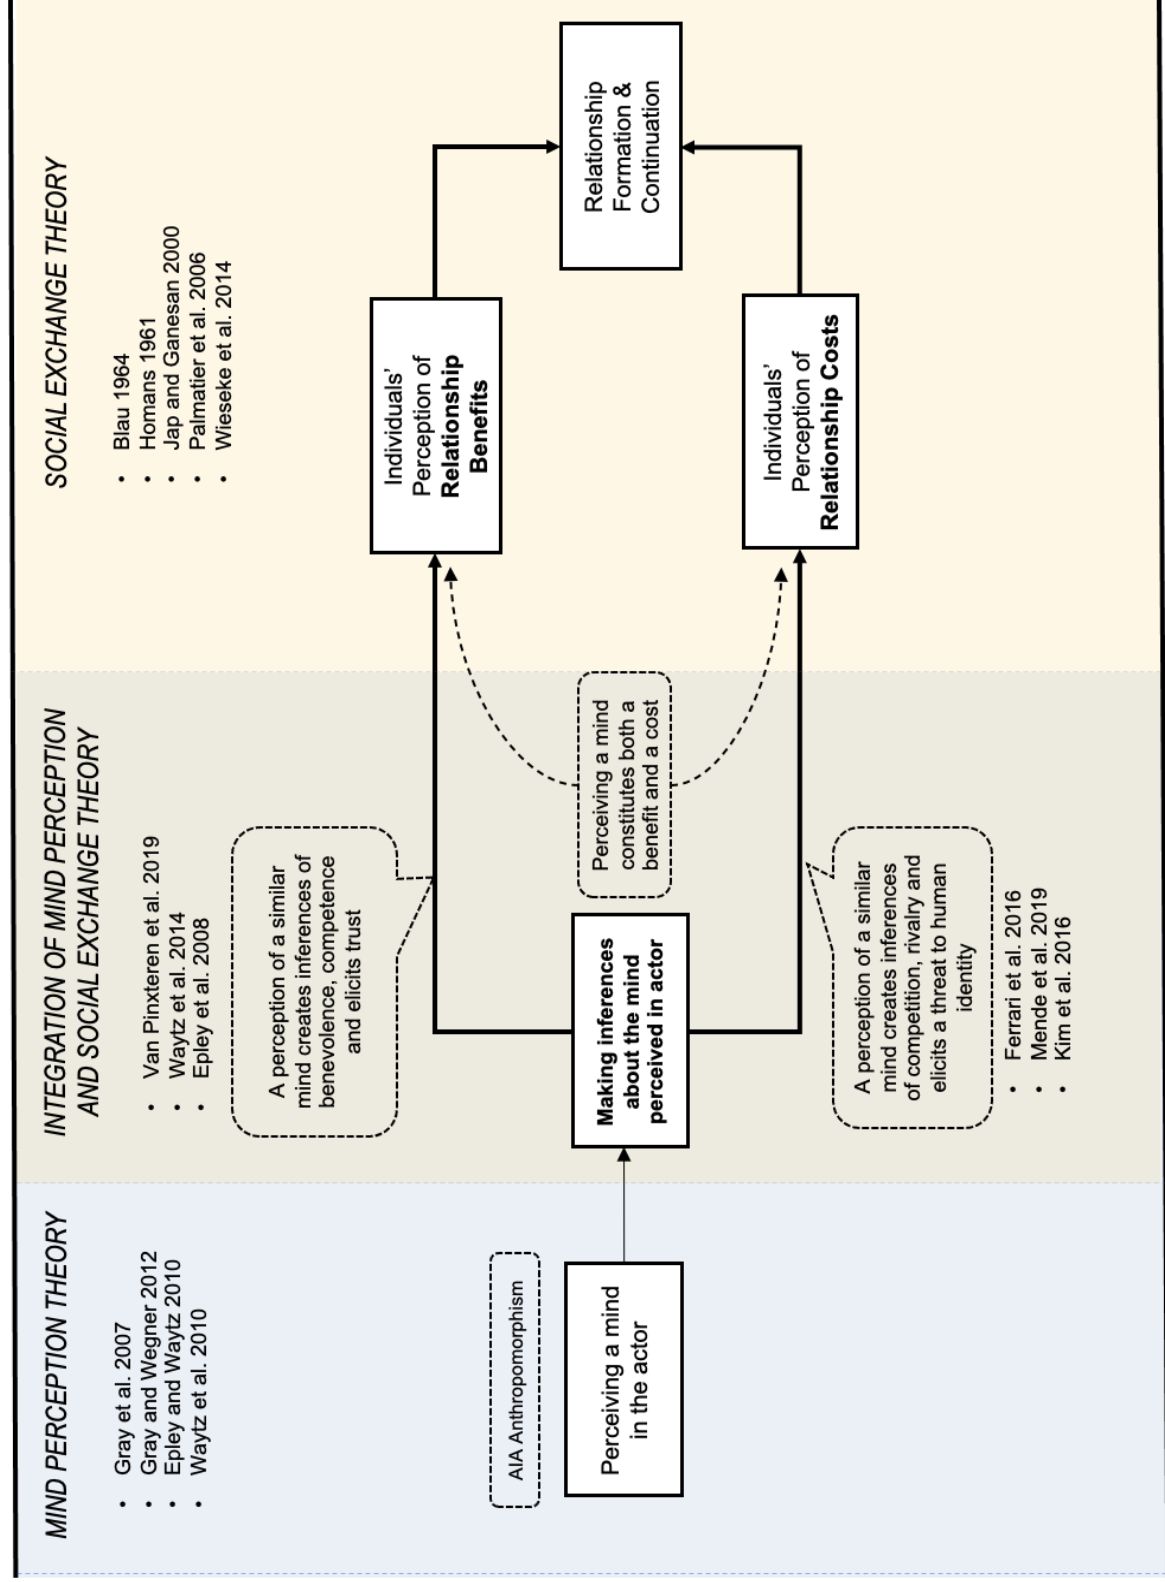 MIND PERCEPTION THEORY
• Gray et al. 2007
• Gray and Wegner 2012
• Epley and Waytz 2010
• Waytz et al. 2010
AIA Anthropomorphism
Perceiving a mind
in the actor
INTEGRATION OF MIND PERCEPTION
AND SOCIAL EXCHANGE THEORY
• Van Pinxteren et al. 2019
• Waytz et al. 2014
• Epley et al. 2008
A perception of a similar
mind creates inferences of
benevolence, competence
and elicits trust
Making inferences
about the mind
perceived in actor
Perceiving a mind
constitutes both a
benefit and a cost
A perception of a similar
mind creates inferences
of competition, rivalry and
elicits a threat to human
identity
• Ferrari et al. 2016
• Mende et al. 2019
• Kim et al. 2016
SOCIAL EXCHANGE THEORY
• Blau 1964
• Homans 1961
• Jap and Ganesan 2000
• Palmatier et al. 2006
• Wieseke et al. 2014
Individuals’
Perception of
Relationship
Benefits
Individuals’
Perception of
Relationship Costs
Relationship
Formation &
Continuation